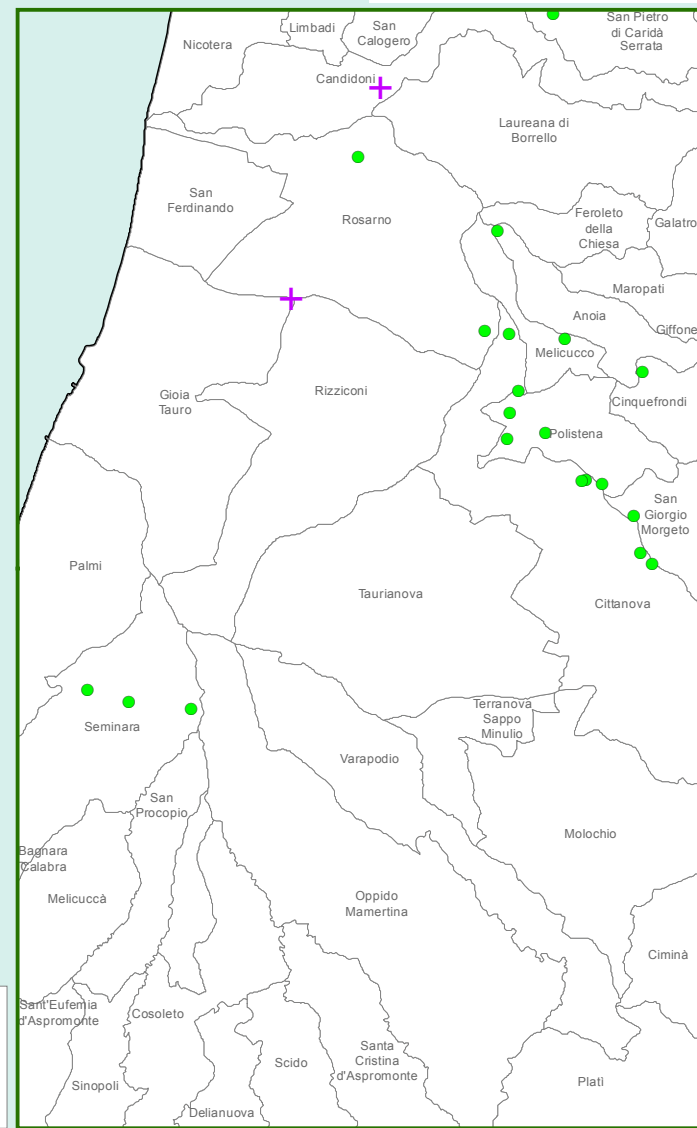 San Pietro
di Caridà
Serrata
Limbadi
San
Calogero
Nicotera
Candidoni
Laureana di
Borrello
San
Ferdinando
Rosarno
Feroleto
della
Chiesa
Galatro
Maropati
Anoia
Giffone
Melicucco
Gioia
Tauro
Rizziconi
Cinquefrondi
Polistena
San
Giorgio
Morgeto
Palmi
Taurianova
Cittanova
Seminara
Terranova
Sappo
Minulio
Varapodio
San
Procopio
Molochio
Bagnara
Calabra
Melicuccà
Oppido
Mamertina
Ciminà
Sant'Eufemia
d'Aspromonte
Cosoleto
Scido
Santa
Cristina
d'Aspromonte
Sinopoli
Platì
Delianuova